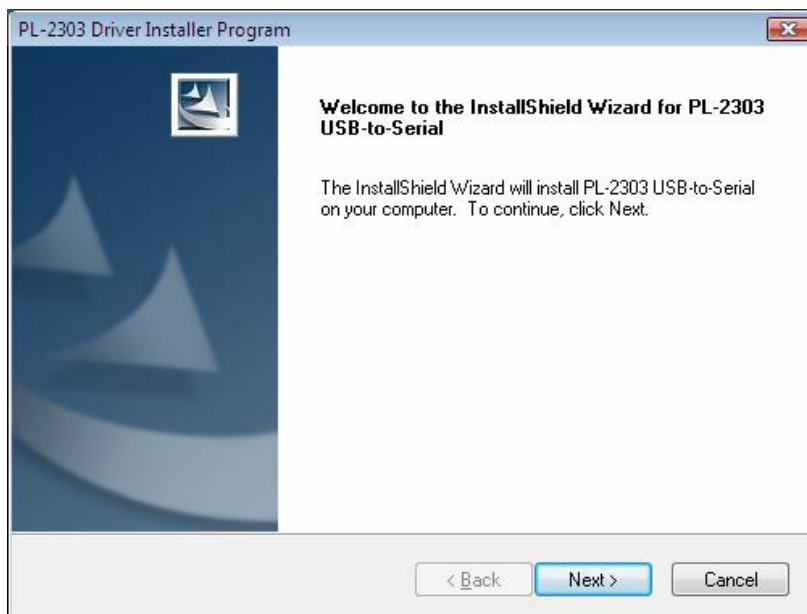 PL-2303 Driver Installer Program
Welcome to the InstallShield Wizard for PL-2303
USB-to-Serial
The InstallShield Wizard will install PL-2303 USB-to-Serial
on your computer.  To continue, click Next.
< Back
Next >
Cancel